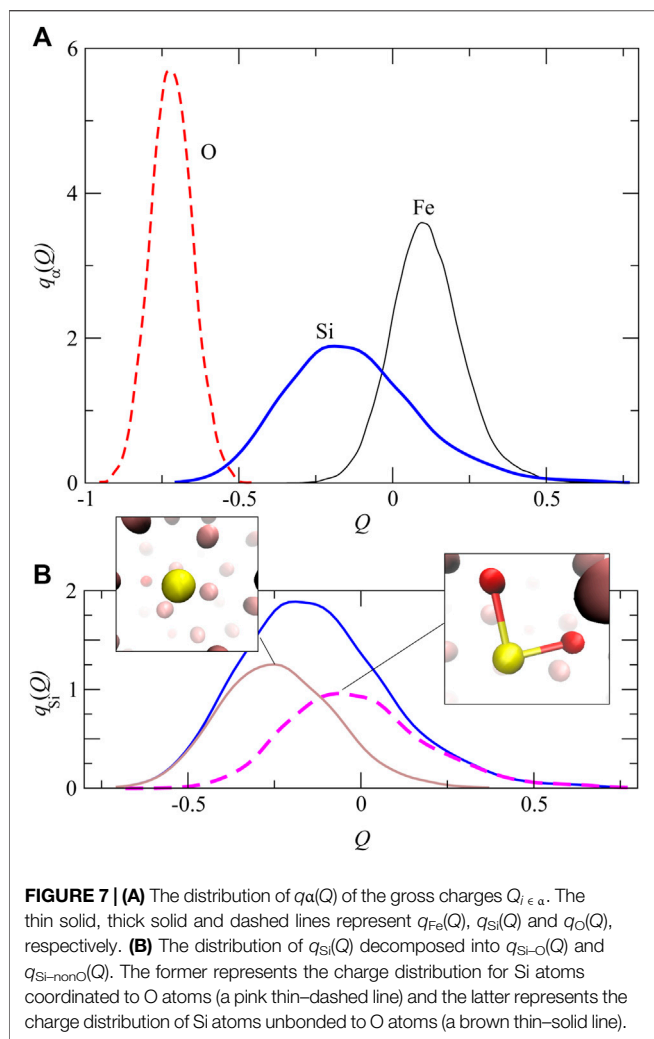 A
6
O
Fe
4
qα(Q)
Si
2
0
-1
-0.5
0
0.5
Q
B
2
qSi(Q)
1
0
-0.5
0
0.5
Q
FIGURE 7 | (A) The distribution of qα(Q) of the gross charges Qi ∈ α. The
thin solid, thick solid and dashed lines represent qFe(Q), qSi(Q) and qO(Q),
respectively. (B) The distribution of qSi(Q) decomposed into qSi–O(Q) and
qSi–nonO(Q). The former represents the charge distribution for Si atoms
coordinated to O atoms (a pink thin–dashed line) and the latter represents the
charge distribution of Si atoms unbonded to O atoms (a brown thin–solid line).